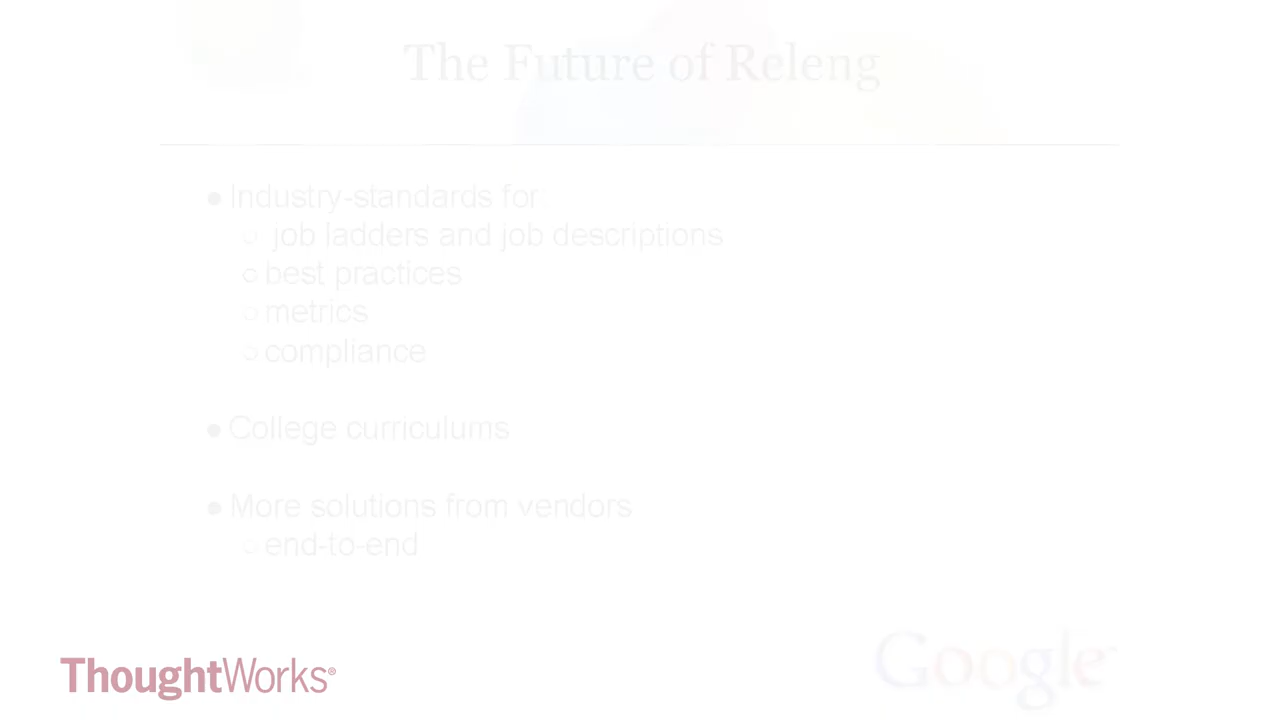 The Future of Releng
Industry-standards for:
job ladders and job descriptions
best practices
metrics
compliance
College curriculums
More solutions from vendors
end-to-end
ThoughtWorks®
Google™